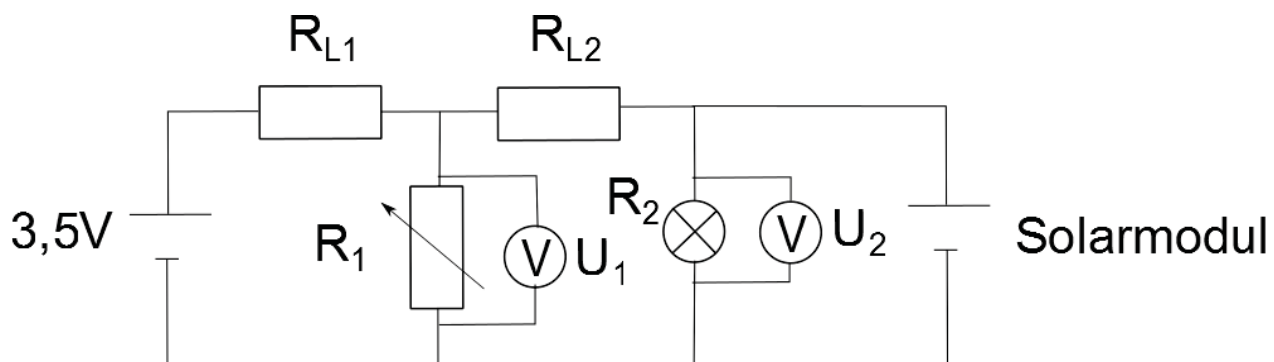 R_L1
R_L2
3,5V
R_1
V
U_1
R_2
V
U_2
Solarmodul